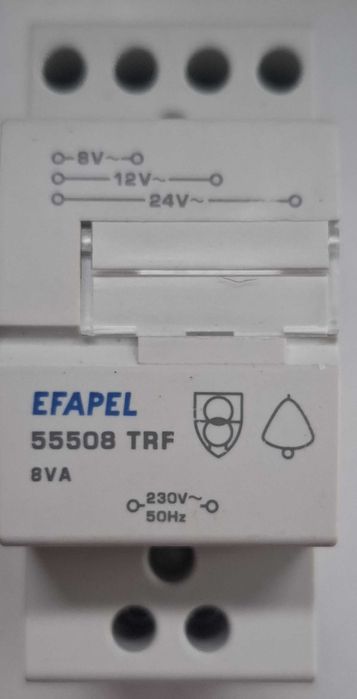 8V~
12V~
24V~
EFAPEL
55508 TRF
8VA
230V~
50Hz